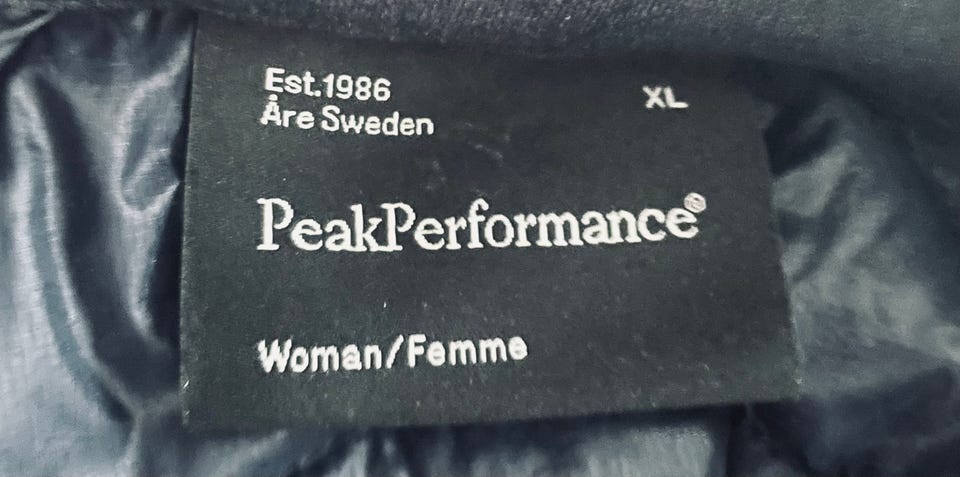 Est.1986
Åre Sweden
XL
PeakPerformance®
Woman/Femme